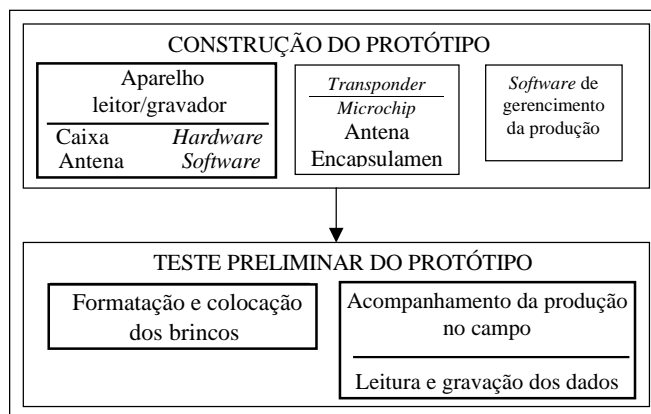 CONSTRUÇÃO DO PROTÓTIPO
Aparelho
leitor/gravador
Caixa Hardware
Antena Software
Transponder
Microchip
Antena
Encapsulamen
Software de
gerencimento
da produção
TESTE PRELIMINAR DO PROTÓTIPO
Formatação e colocação
dos brincos
Acompanhamento da produção
no campo
Leitura e gravação dos dados